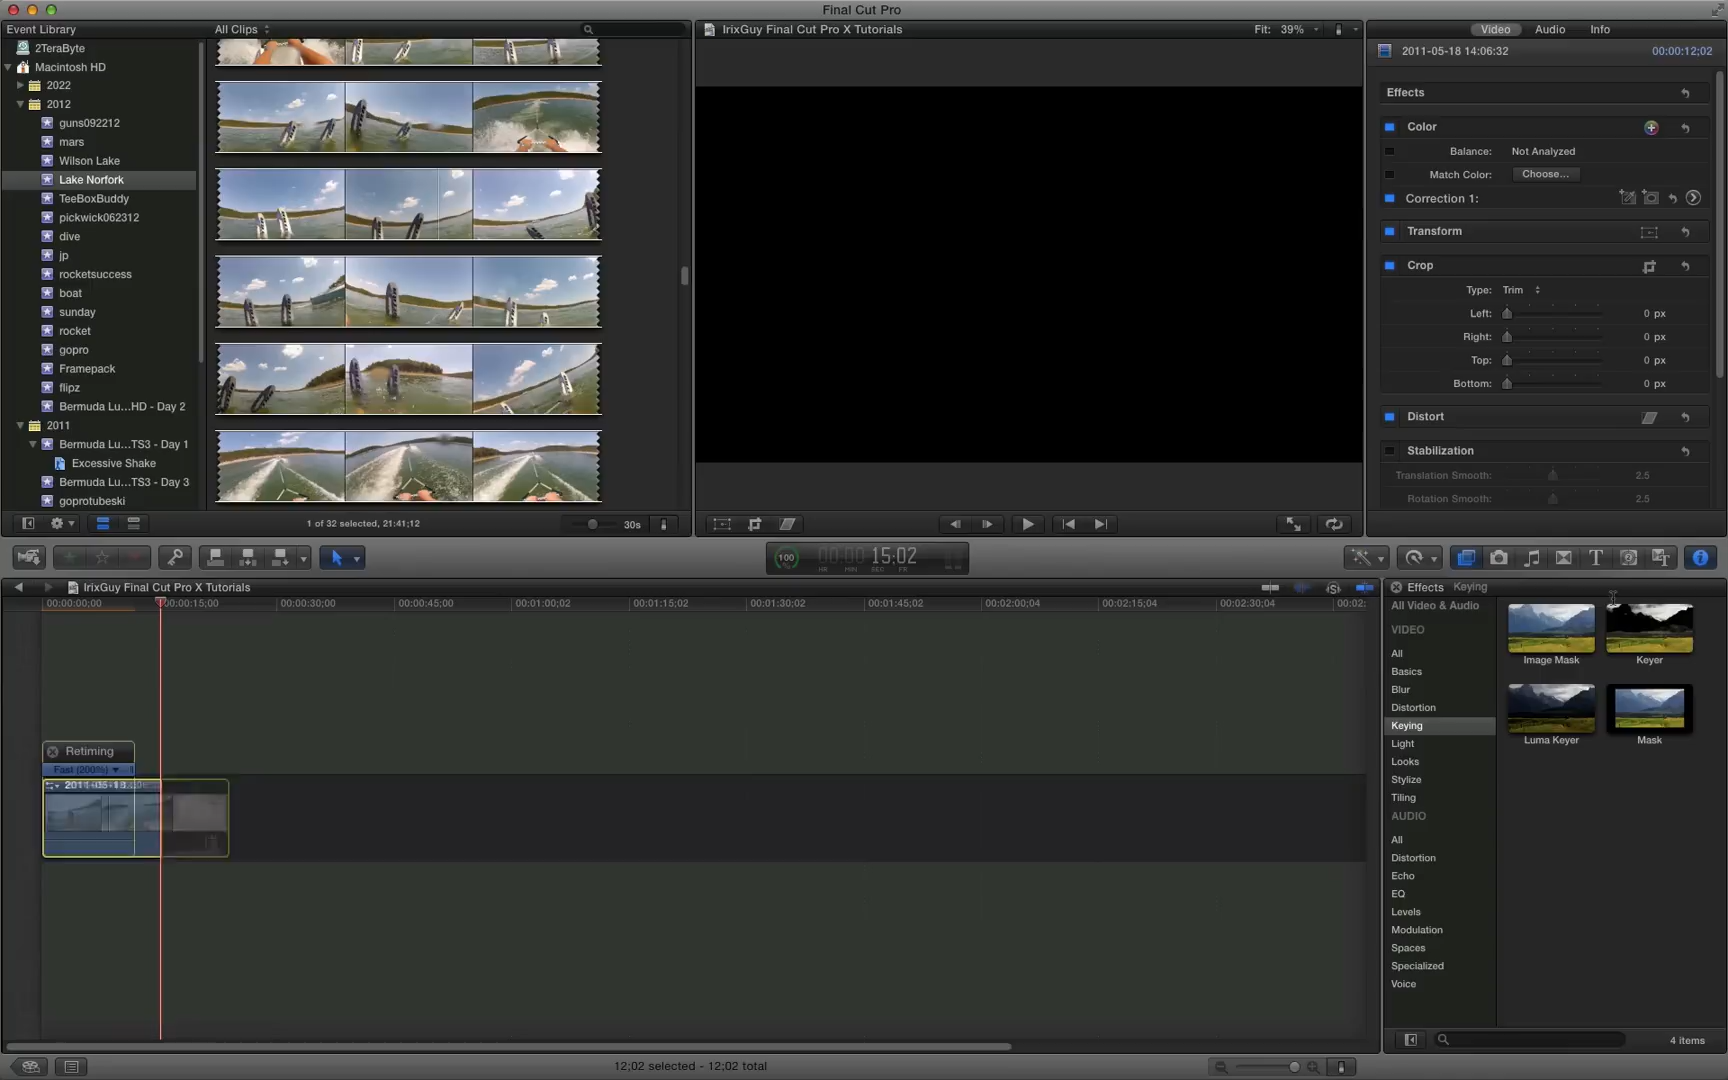 Final Cut Pro
Event Library
2TeraByte
Macintosh HD
2022
2012
guns092212
mars
Wilson Lake
Lake Norfork
TeeBoxBuddy
pickwick062312
dive
jp
rocketsuccess
boat
sunday
rocket
gopro
Framepack
flipz
Bermuda Lu...HD - Day 2
2011
Bermuda Lu...TS3 - Day 1
Excessive Shake
Bermuda Lu...TS3 - Day 3
goprotubeski
All Clips
1 of 32 selected, 21:41;12
30s
IrixGuy Final Cut Pro X Tutorials
Fit: 39%
Video Audio Info
2011-05-18 14:06:32 00:00:12;02
Effects
Color
Balance: Not Analyzed
Match Color: Choose...
Correction 1:
Transform
Crop
Type: Trim
Left: 0 px
Right: 0 px
Top: 0 px
Bottom: 0 px
Distort
Stabilization
Translation Smooth: 2.5
Rotation Smooth: 2.5
100 00:00 15;02
HR MIN SEC FR
IrixGuy Final Cut Pro X Tutorials
00:00:00;00 00:00:15;00 00:00:30;00 00:00:45;00 00:01:00;02 00:01:15;02 00:01:30;02 00:01:45;02 00:02:00;04 00:02:15;04 00:02:30;04 00:02:
Retiming
Fast (200%)
12;02 selected - 12;02 total
Effects Keying
All Video & Audio
VIDEO
All
Basics
Blur
Distortion
Keying
Light
Looks
Stylize
Tiling
AUDIO
All
Distortion
Echo
EQ
Levels
Modulation
Spaces
Specialized
Voice
Image Mask
Keyer
Luma Keyer
Mask
4 items